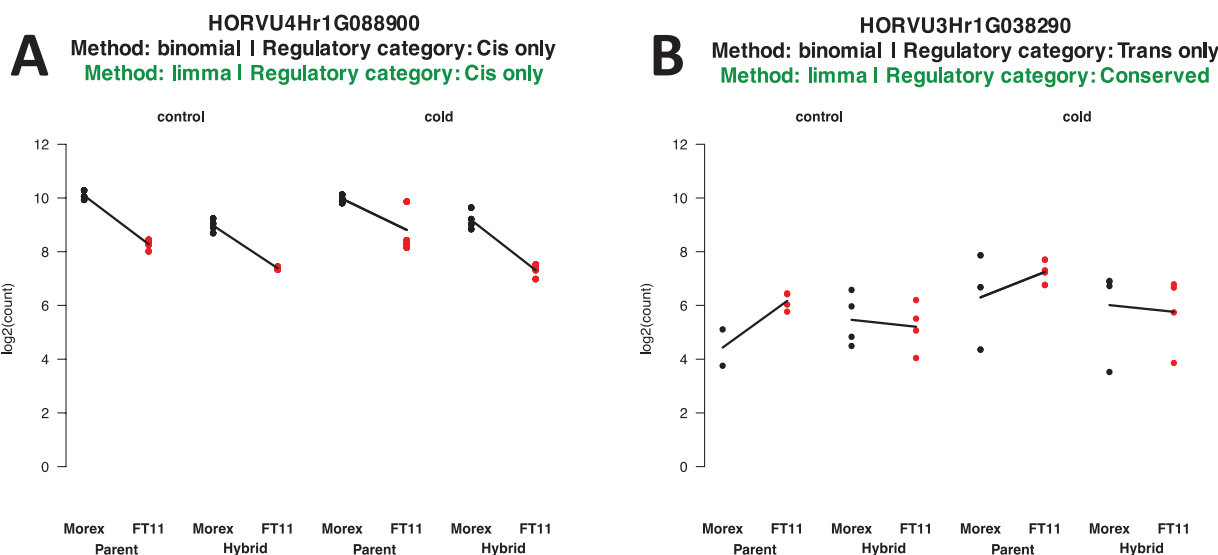 A
HORVU4Hr1G088900
Method: binomial I Regulatory category: Cis only
Method: limma I Regulatory category: Cis only
control cold
12
10
8
6
4
2
0
log2(count)
Morex FT11 Morex FT11 Morex FT11 Morex FT11
Parent Hybrid Parent Hybrid
B
HORVU3Hr1G038290
Method: binomial I Regulatory category: Trans only
Method: limma I Regulatory category: Conserved
control cold
12
10
8
6
4
2
0
log2(count)
Morex FT11 Morex FT11 Morex FT11 Morex FT11
Parent Hybrid Parent Hybrid